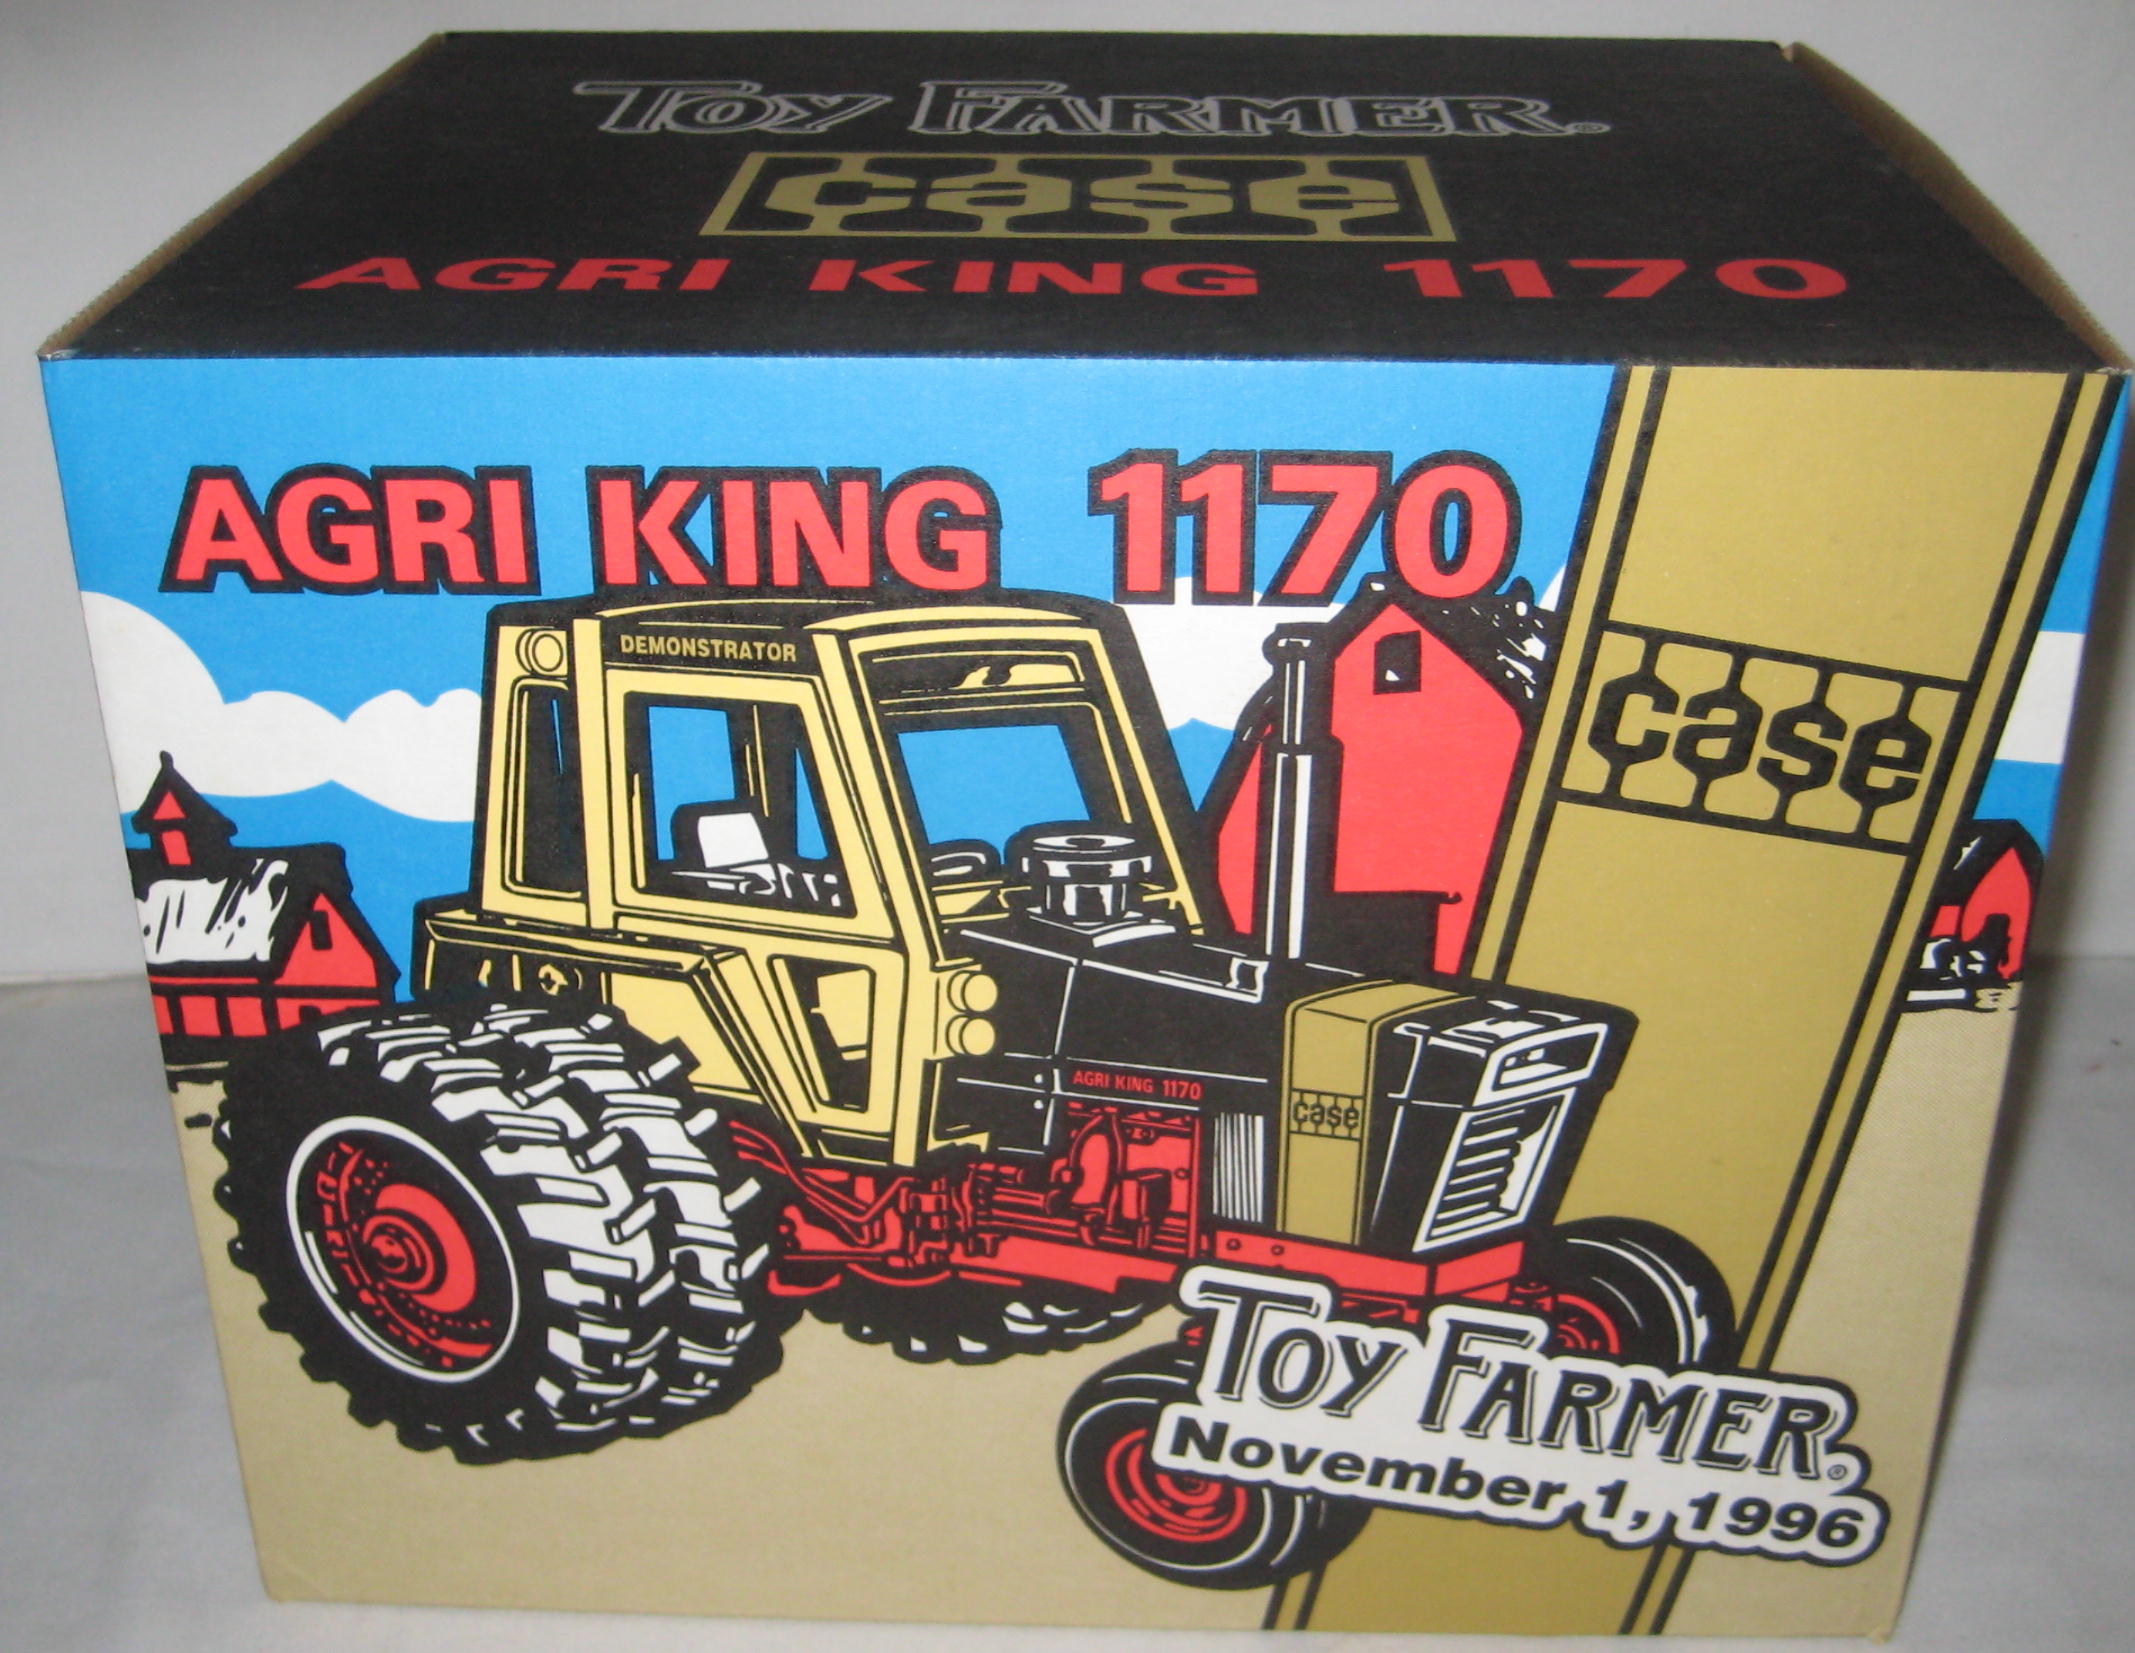 TOY FARMER®
case
AGRI KING 1170
AGRI KING 1170
case
DEMONSTRATOR
AGRI KING 1170
case
TOY FARMER®
November 1, 1996